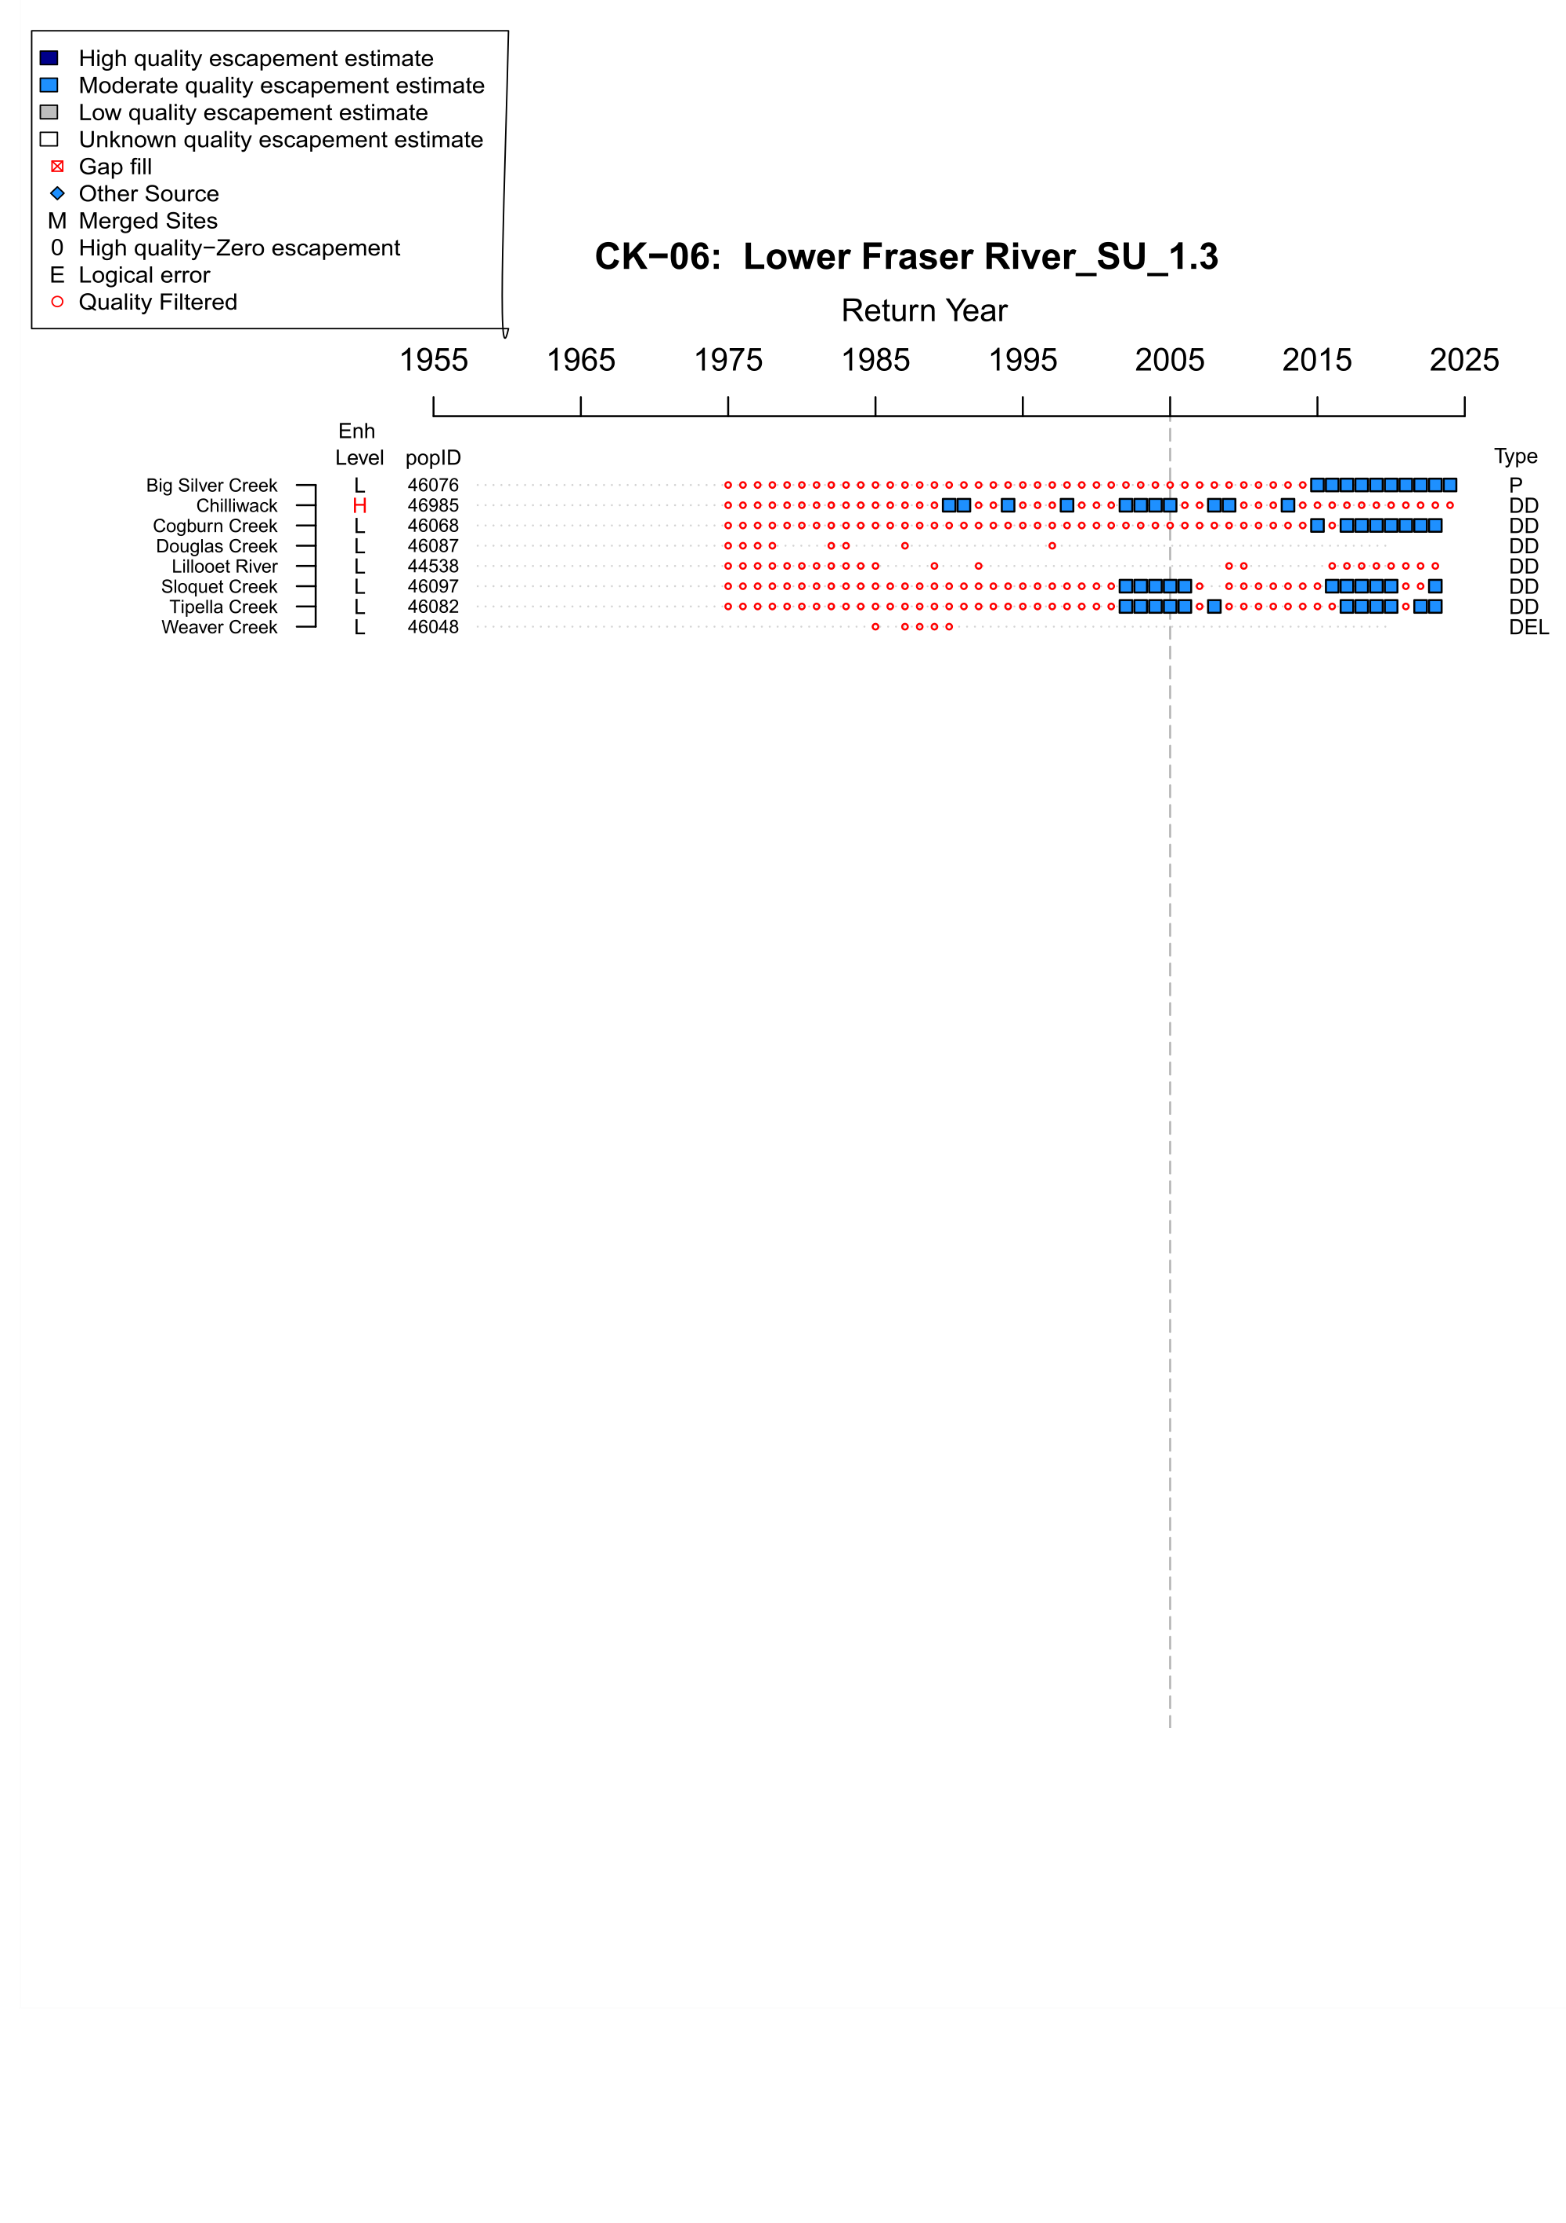 High quality escapement estimate
Moderate quality escapement estimate
Low quality escapement estimate
Unknown quality escapement estimate
Gap fill
Other Source
M Merged Sites
0 High quality−Zero escapement
E Logical error
Quality Filtered
CK−06: Lower Fraser River_SU_1.3
Return Year
1955 1965 1975 1985 1995 2005 2015 2025
Enh
Level popID Type
Big Silver Creek L 46076 P
Chilliwack H 46985 DD
Cogburn Creek L 46068 DD
Douglas Creek L 46087 DD
Lillooet River L 44538 DD
Sloquet Creek L 46097 DD
Tipella Creek L 46082 DD
Weaver Creek L 46048 DEL